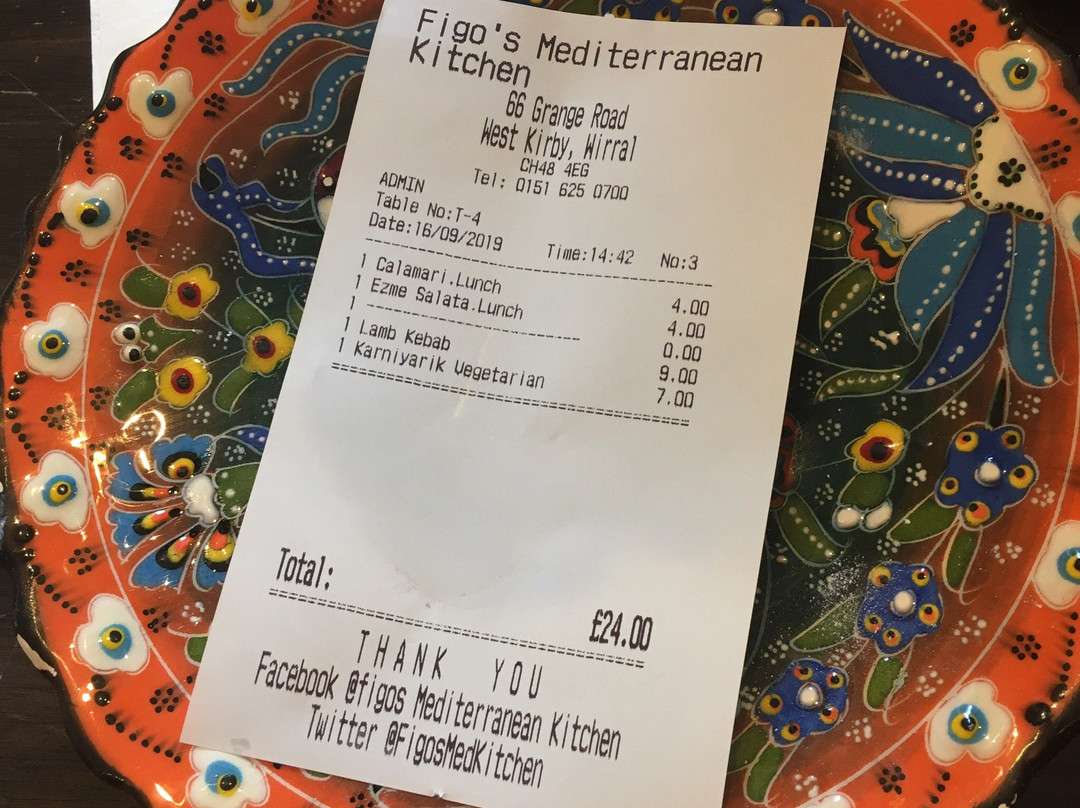 Figo's Mediterranean
Kitchen
66 Grange Road
West Kirby, Wirral
CH48 4EG
Tel: 0151 625 0700
ADMIN
Table No:T-4
Date:16/09/2019 Time:14:42 No:3
1 Calamari.Lunch 4.00
1 Ezme Salata.Lunch 4.00
1 -------------------------- 0.00
1 Lamb Kebab 9.00
1 Karniyarik Vegetarian 7.00
Total: £24.00
THANK YOU
Facebook @figos Mediterranean Kitchen
Twitter @FigosMedKitchen